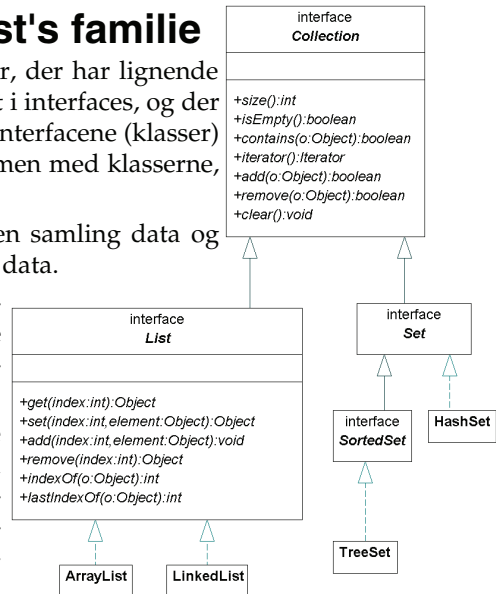 st's familie
r, der har lignende
t i interfaces, og der
nterfacene (klasser)
men med klasserne,
en samling data og
data.
interface
Collection
+size():int
+isEmpty():boolean
+contains(o:Object):boolean
+iterator():Iterator
+add(o:Object):boolean
+remove(o:Object):boolean
+clear():void
interface
List
+get(index:int):Object
+set(index:int,element:Object):Object
+add(index:int,element:Object):void
+remove(index:int):Object
+indexOf(o:Object):int
+lastIndexOf(o:Object):int
interface
Set
interface
SortedSet
HashSet
TreeSet
ArrayList
LinkedList